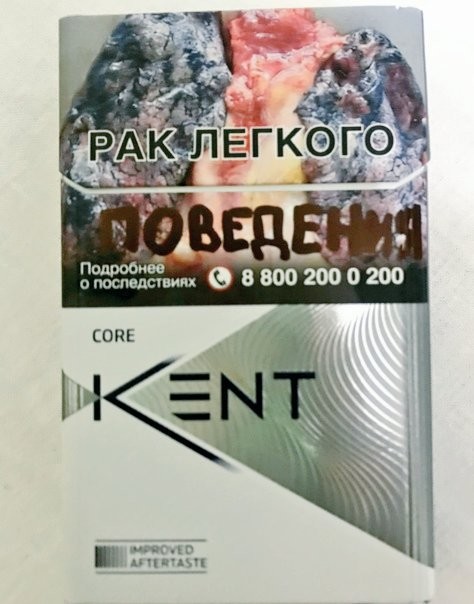 РАК ЛЕГКОГО
ПОВЕДЕНИЯ
Подробнее
о последствиях
8 800 200 0 200
CORE
KENT
IMPROVED
AFTERTASTE